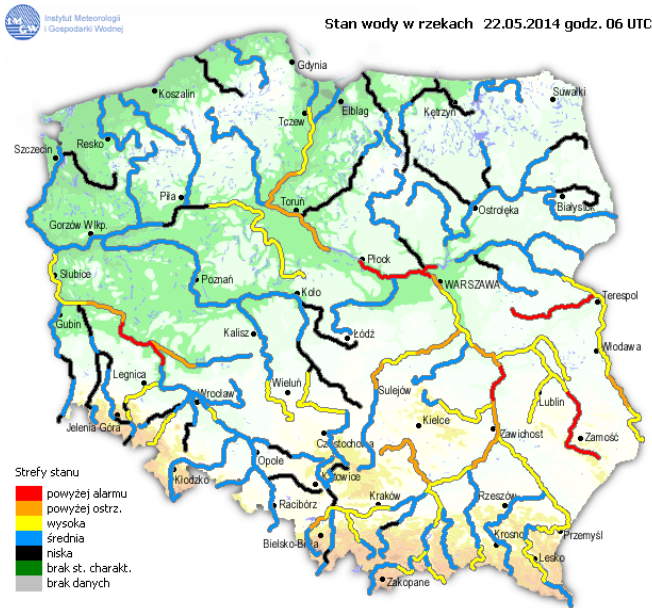 Instytut Meteorologii
i Gospodarki Wodnej
Stan wody w rzekach 22.05.2014 godz. 06 UTC
Gdynia
Koszalin
Suwałki
Elbląg
Kętrzyn
Tczew
Resko
Szczecin
Piła
Toruń
Ostrołęka
Białystok
Gorzów Wlkp.
Płock
Słubice
Poznań
WARSZAWA
Koło
Terespol
Gubin
Kalisz
Łódź
Włodawa
Legnica
Wieluń
Sulejów
Wrocław
Lublin
Jelenia Góra
Kielce
Częstochowa
Zawichost
Zamość
Opole
Strefy stanu
Kłodzko
Katowice
powyżej alarmu
Kraków
Rzeszów
powyżej ostrz.
Racibórz
wysoka
Przemyśl
średnia
Bielsko-Biała
Krosno
niska
Lesko
brak st. charakt.
Zakopane
brak danych